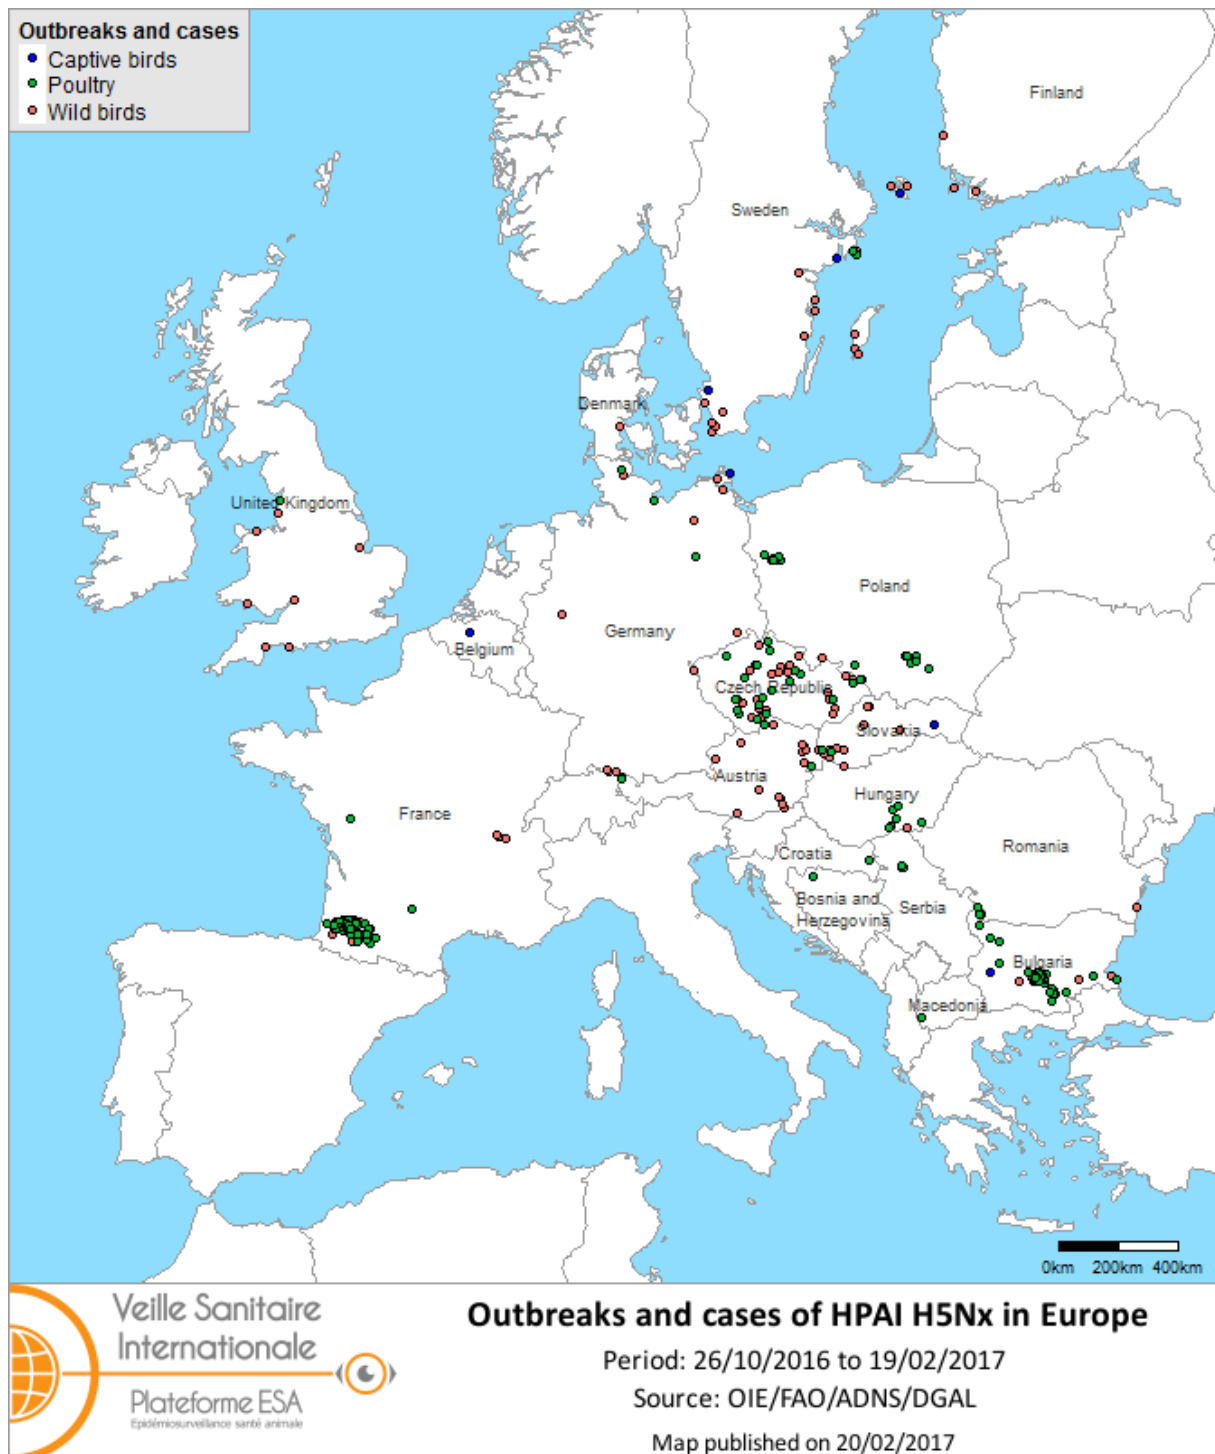 Outbreaks and cases
Captive birds
Poultry
Wild birds
Finland
Sweden
Denmark
United Kingdom
Poland
Germany
Belgium
Czech Republic
Slovakia
Austria
Hungary
France
Romania
Croatia
Bosnia and
Herzegovina
Serbia
Bulgaria
Macedonia
0km 200km 400km
Veille Sanitaire
Internationale
Plateforme ESA
Epidémiosurveillance santé animale
Outbreaks and cases of HPAI H5Nx in Europe
Period: 26/10/2016 to 19/02/2017
Source: OIE/FAO/ADNS/DGAL
Map published on 20/02/2017